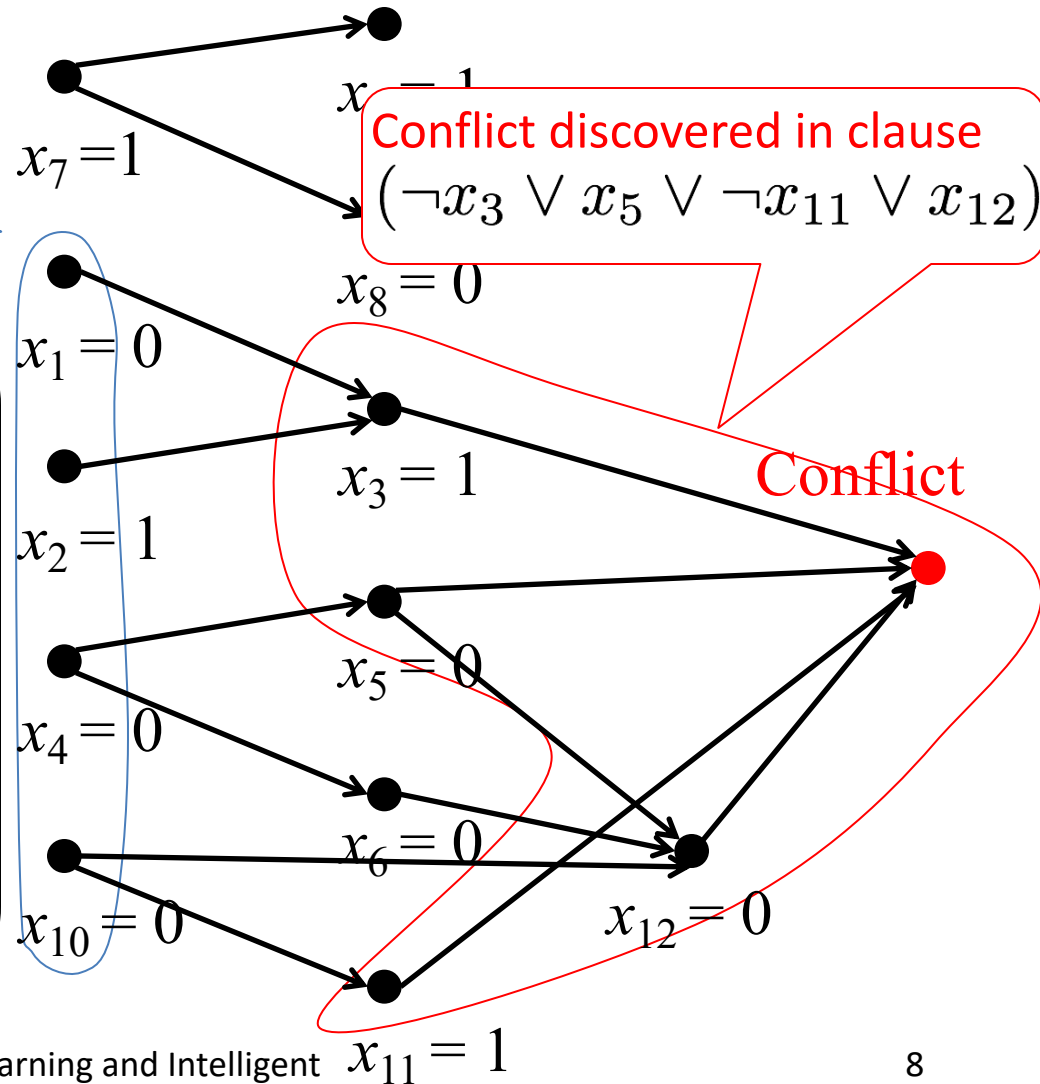 x₇ =1
x = 1
Conflict discovered in clause
(¬x₃ ∨ x₅ ∨ ¬x₁₁ ∨ x₁₂)
x₈ = 0
x₁ = 0
x₃ = 1
Conflict
x₂ = 1
x₅ = 0
x₄ = 0
x₆ = 0
x₁₀ = 0
x₁₂ = 0
x₁₁ = 1
and Intelligent
8